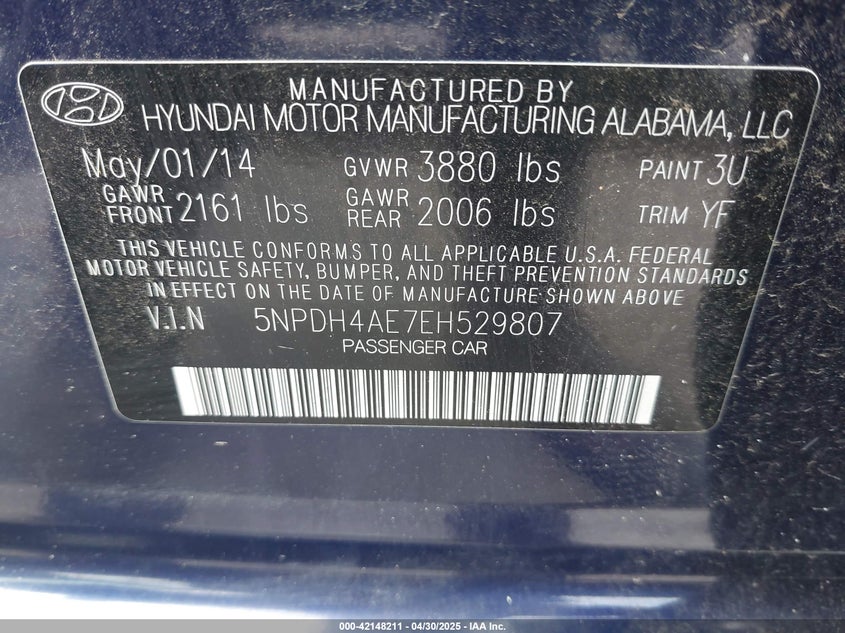 MANUFACTURED BY
HYUNDAI MOTOR MANUFACTURING ALABAMA, LLC
May/01/14 GVWR 3880 lbs PAINT 3U
GAWR FRONT 2161 lbs GAWR REAR 2006 lbs TRIM YF
THIS VEHICLE CONFORMS TO ALL APPLICABLE U.S.A. FEDERAL
MOTOR VEHICLE SAFETY, BUMPER, AND THEFT PREVENTION STANDARDS
IN EFFECT ON THE DATE OF MANUFACTURE SHOWN ABOVE
V.I.N 5NPDH4AE7EH529807
PASSENGER CAR
000-42148211 - 04/30/2025 - IAA Inc.